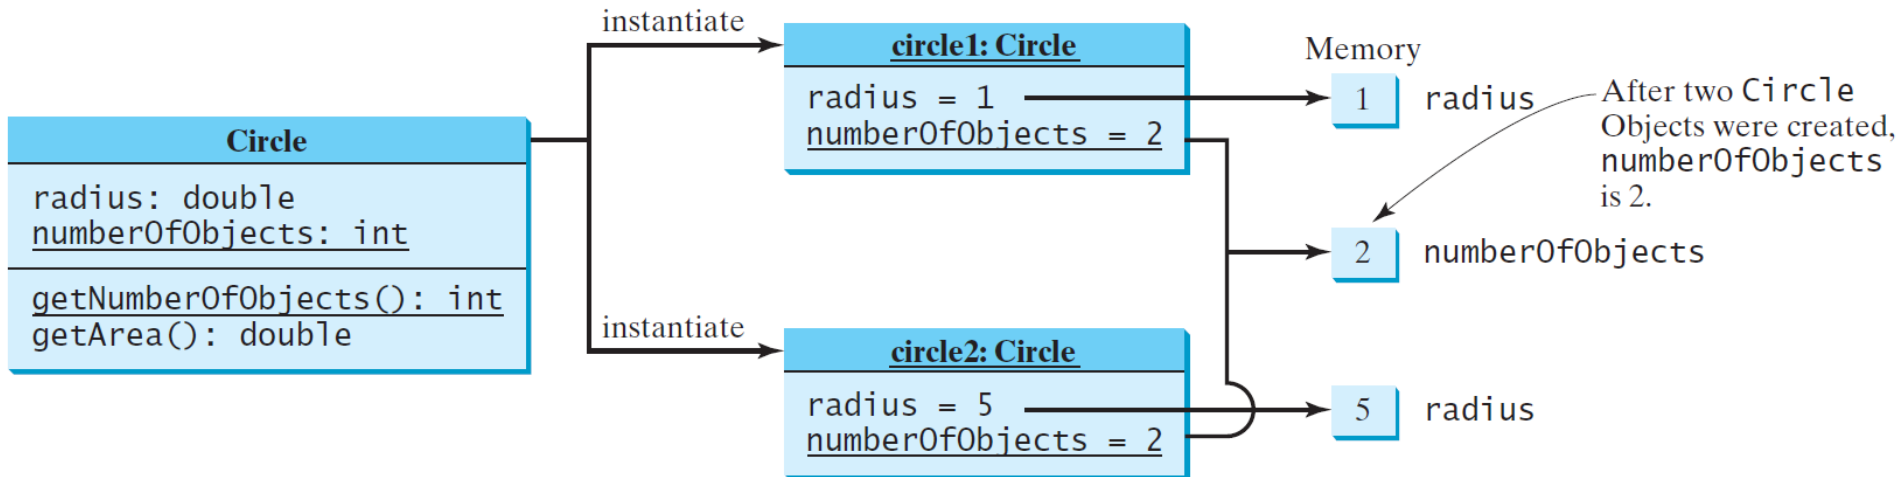 Circle
radius: double
numberOfObjects: int
getNumberOfObjects(): int
getArea(): double
instantiate
instantiate
circle1: Circle
radius = 1
numberOfObjects = 2
circle2: Circle
radius = 5
numberOfObjects = 2
Memory
1 radius
2 numberOfObjects
5 radius
After two Circle
Objects were created,
numberOfObjects
is 2.